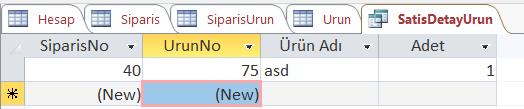 Hesap Siparis SiparisUrun Urun SatisDetayUrun
SiparisNo UrunNo Ürün Adı Adet
40 75 asd 1
(New) (New)